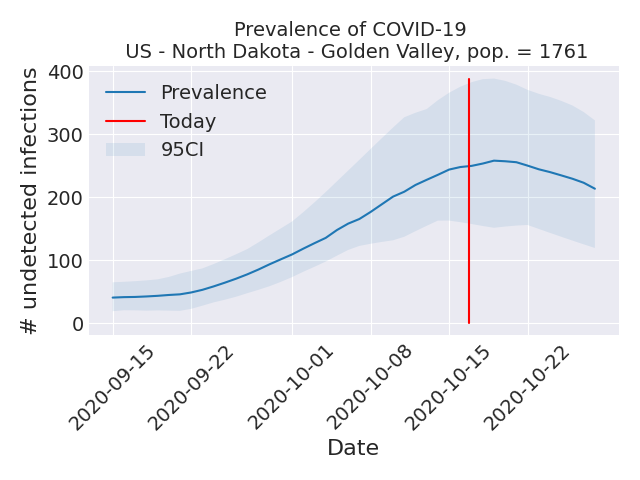 Prevalence of COVID-19
US - North Dakota - Golden Valley, pop. = 1761
# undetected infections
400
300
200
100
0
Prevalence
Today
95CI
2020-09-15
2020-09-22
2020-10-01
2020-10-08
2020-10-15
2020-10-22
Date